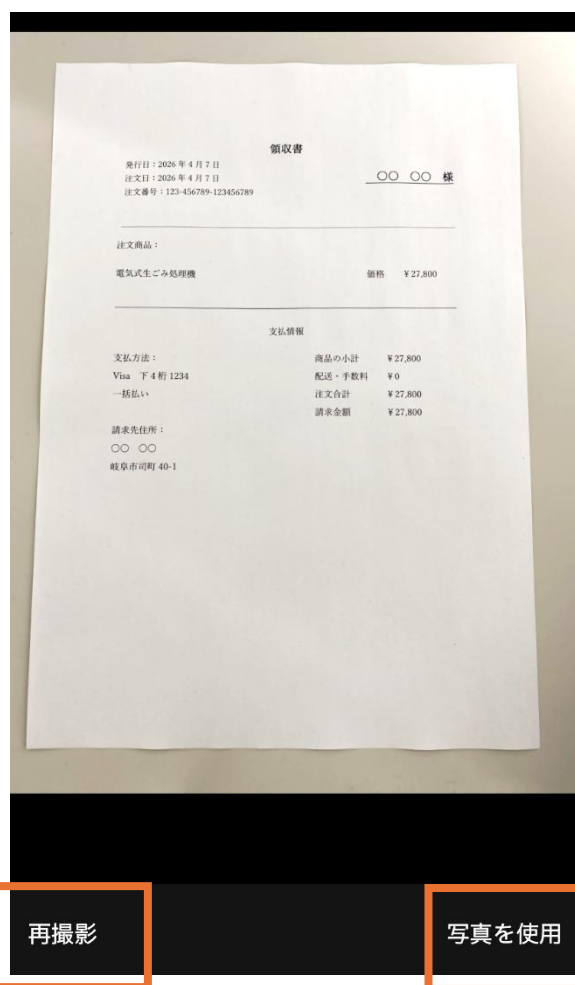 領収書
発行日：2026 年 4 月 7 日
注文日：2026 年 4 月 7 日
注文番号：123-456789-123456789
○○ ○○ 様
注文商品：
電気式生ごみ処理機 価格 ¥ 27,800
支払情報
支払方法：
Visa 下 4 桁 1234
一括払い
商品の小計 ¥ 27,800
配送・手数料 ¥ 0
注文合計 ¥ 27,800
請求金額 ¥ 27,800
請求先住所：
○○ ○○
岐阜市司町 40-1
再撮影
写真を使用